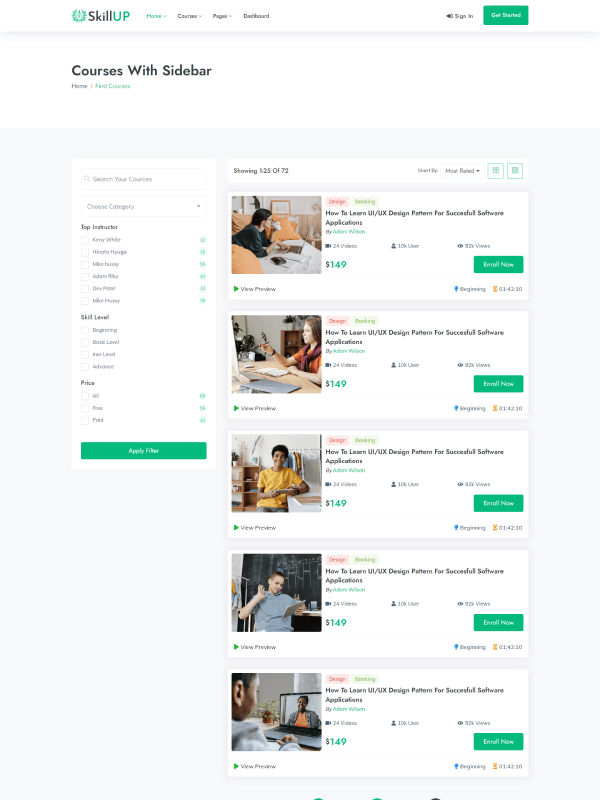 SkillUP
Home Courses Pages Dashboard
Sign In
Get Started
Courses With Sidebar
Home / Find Courses
Search Your Cources
Choose Category
Top Instructor
Keny White 12
Hinata Hyuga
Mike hussy
Adam Riky
Dev Patel
Mike Hussy
Skill Level
Beginning
Basic Level
Iner Level
Advance
Price
All
Free
Paid
Apply Filter
Showing 1-25 Of 72
Short By: Most Rated
Design Banking
How To Learn UI/UX Design Pattern For Succesfull Software
Applications
By Adam Wilson
24 Videos 10k User 92k Views
$149 Enroll Now
View Preview Beginning 01:42:10
Design Banking
How To Learn UI/UX Design Pattern For Succesfull Software
Applications
By Adam Wilson
24 Videos 10k User 92k Views
$149 Enroll Now
View Preview Beginning 01:42:10
Design Banking
How To Learn UI/UX Design Pattern For Succesfull Software
Applications
By Adam Wilson
24 Videos 10k User 92k Views
$149 Enroll Now
View Preview Beginning 01:42:10
Design Banking
How To Learn UI/UX Design Pattern For Succesfull Software
Applications
By Adam Wilson
24 Videos 10k User 92k Views
$149 Enroll Now
View Preview Beginning 01:42:10
Design Banking
How To Learn UI/UX Design Pattern For Succesfull Software
Applications
By Adam Wilson
24 Videos 10k User 92k Views
$149 Enroll Now
View Preview Beginning 01:42:10